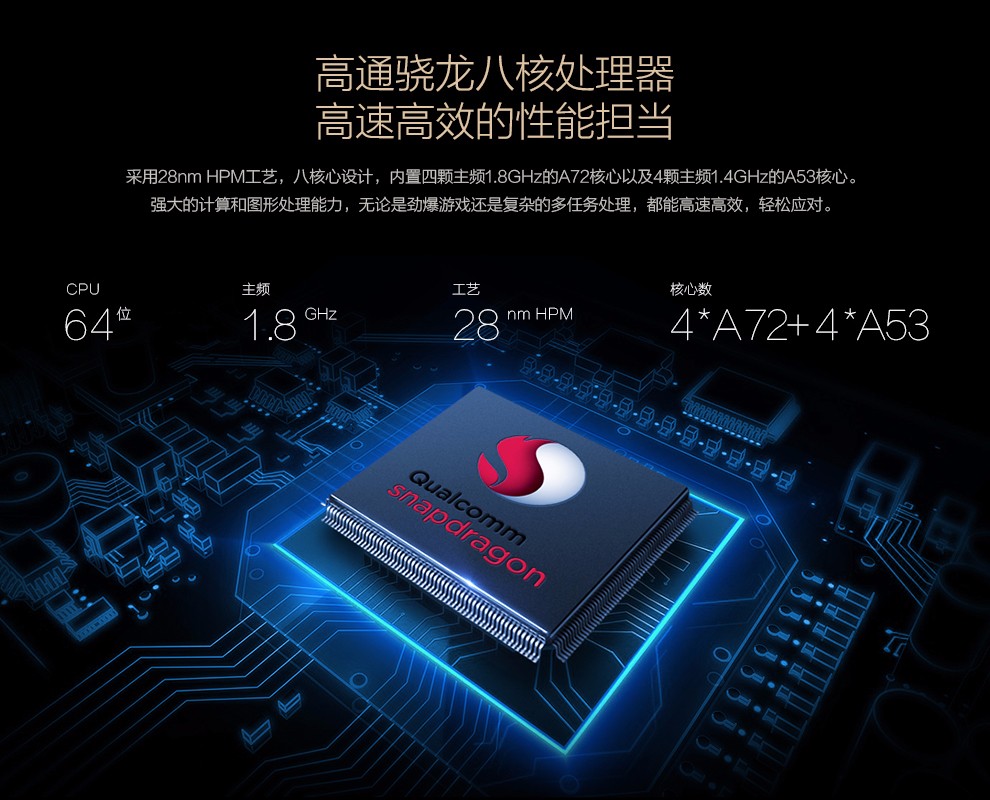 高通骁龙八核处理器
高速高效的性能担当
采用28nm HPM工艺，八核心设计，内置四颗主频1.8GHz的A72核心以及4颗主频1.4GHz的A53核心。
强大的计算和图形处理能力，无论是劲爆游戏还是复杂的多任务处理，都能高速高效，轻松应对。
CPU 主频 工艺 核心数
64位 1.8 GHz 28 nm HPM 4*A72+4*A53
Qualcomm
snapdragon